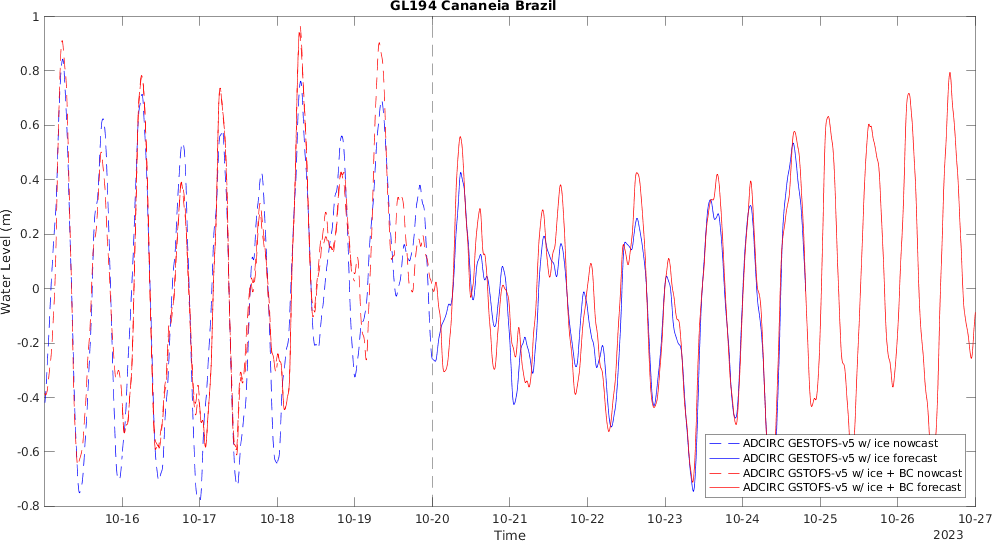 GL194 Cananeia Brazil
Water Level (m)
1
0.8
0.6
0.4
0.2
0
-0.2
-0.4
-0.6
-0.8
ADCIRC GESTOFS-v5 w/ ice nowcast
ADCIRC GESTOFS-v5 w/ ice forecast
ADCIRC GSTOFS-v5 w/ ice + BC nowcast
ADCIRC GSTOFS-v5 w/ ice + BC forecast
10-16 10-17 10-18 10-19 10-20 10-21 10-22 10-23 10-24 10-25 10-26 10-27
Time
2023